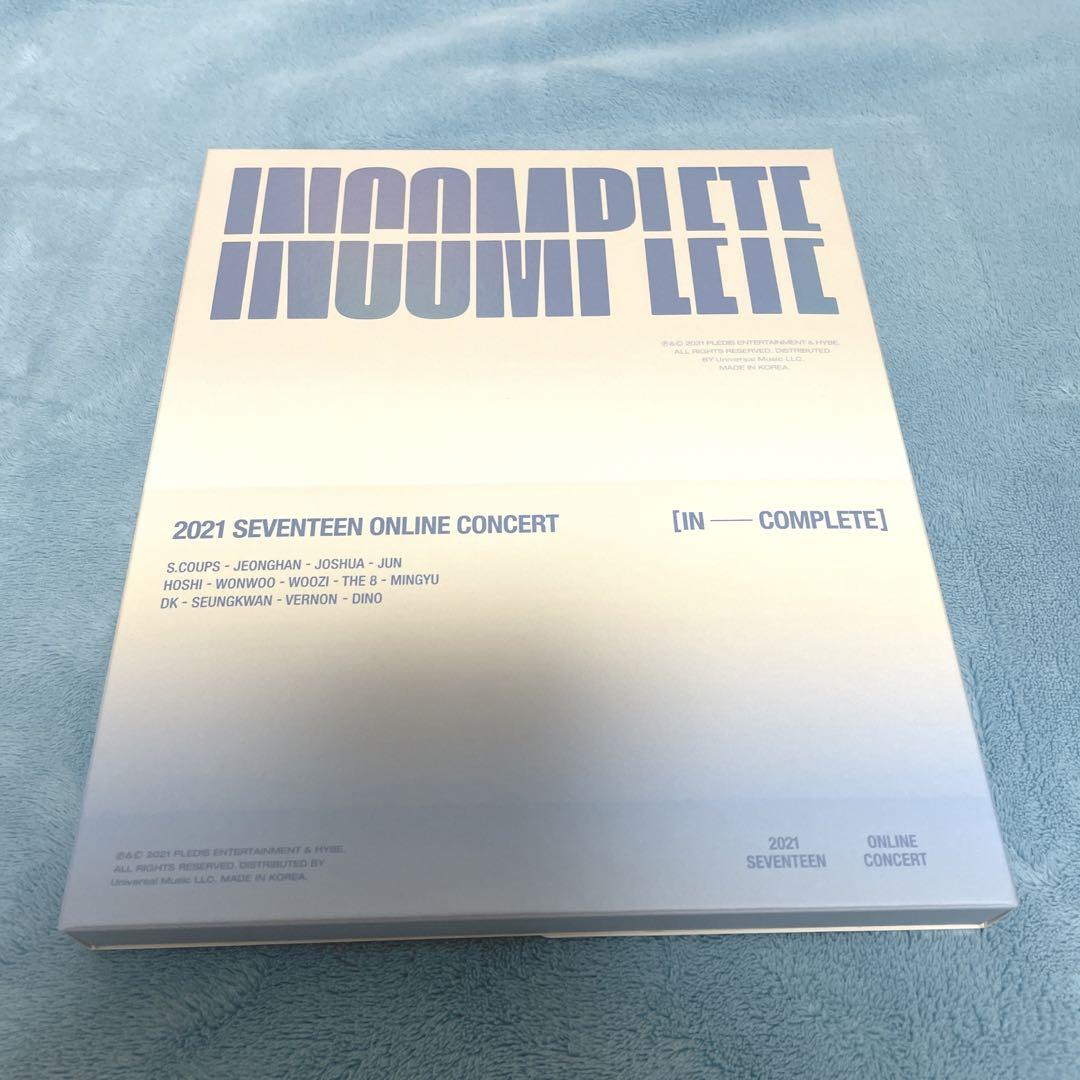 INCOMPLETE
INCOMPLETE
℗&© 2021 PLEDIS ENTERTAINMENT & HYBE.
ALL RIGHTS RESERVED. DISTRIBUTED
BY Universal Music LLC.
MADE IN KOREA.
2021 SEVENTEEN ONLINE CONCERT
[IN — COMPLETE]
S.COUPS - JEONGHAN - JOSHUA - JUN
HOSHI - WONWOO - WOOZI - THE 8 - MINGYU
DK - SEUNGKWAN - VERNON - DINO
℗&© 2021 PLEDIS ENTERTAINMENT & HYBE.
ALL RIGHTS RESERVED. DISTRIBUTED BY
Universal Music LLC. MADE IN KOREA.
2021
SEVENTEEN
ONLINE
CONCERT